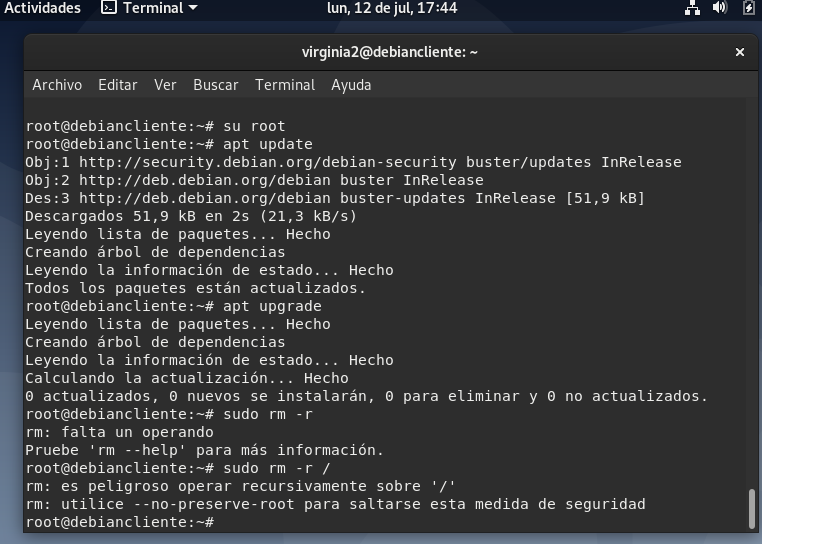 Actividades Terminal lun, 12 de jul, 17:44
virginia2@debiancliente: ~ ×
Archivo Editar Ver Buscar Terminal Ayuda
root@debiancliente:~# su root
root@debiancliente:~# apt update
Obj:1 http://security.debian.org/debian-security buster/updates InRelease
Obj:2 http://deb.debian.org/debian buster InRelease
Des:3 http://deb.debian.org/debian buster-updates InRelease [51,9 kB]
Descargados 51,9 kB en 2s (21,3 kB/s)
Leyendo lista de paquetes... Hecho
Creando árbol de dependencias
Leyendo la información de estado... Hecho
Todos los paquetes están actualizados.
root@debiancliente:~# apt upgrade
Leyendo lista de paquetes... Hecho
Creando árbol de dependencias
Leyendo la información de estado... Hecho
Calculando la actualización... Hecho
0 actualizados, 0 nuevos se instalarán, 0 para eliminar y 0 no actualizados.
root@debiancliente:~# sudo rm -r
rm: falta un operando
Pruebe 'rm --help' para más información.
root@debiancliente:~# sudo rm -r /
rm: es peligroso operar recursivamente sobre '/'
rm: utilice --no-preserve-root para saltarse esta medida de seguridad
root@debiancliente:~#